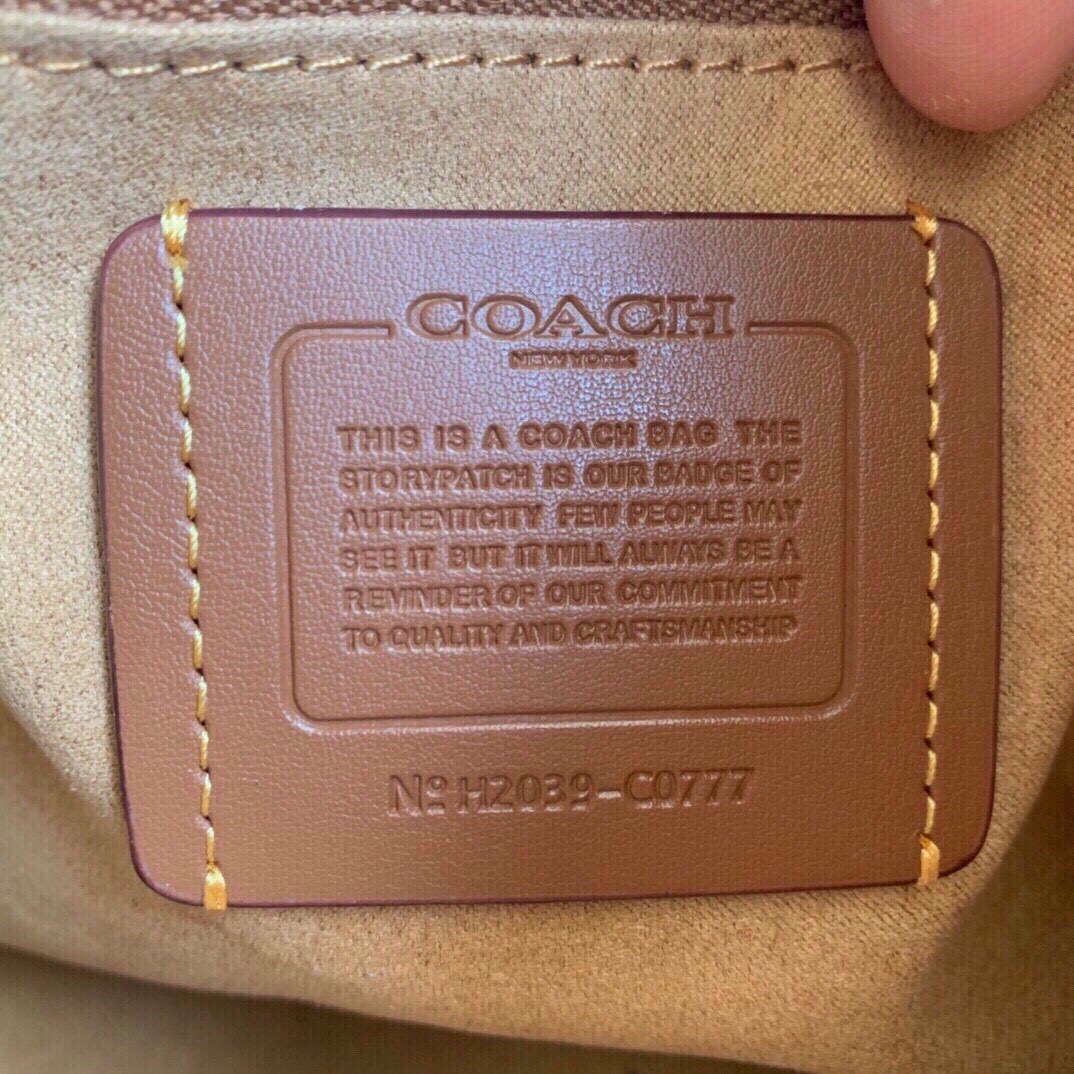 COACH
NEW YORK
THIS IS A COACH BAG THE
STORYPATCH IS OUR BADGE OF
AUTHENTICITY FEW PEOPLE MAY
SEE IT BUT IT WILL ALWAYS BE A
REMINDER OF OUR COMMITMENT
TO QUALITY AND CRAFTSMANSHIP
Nº H2039-C0777